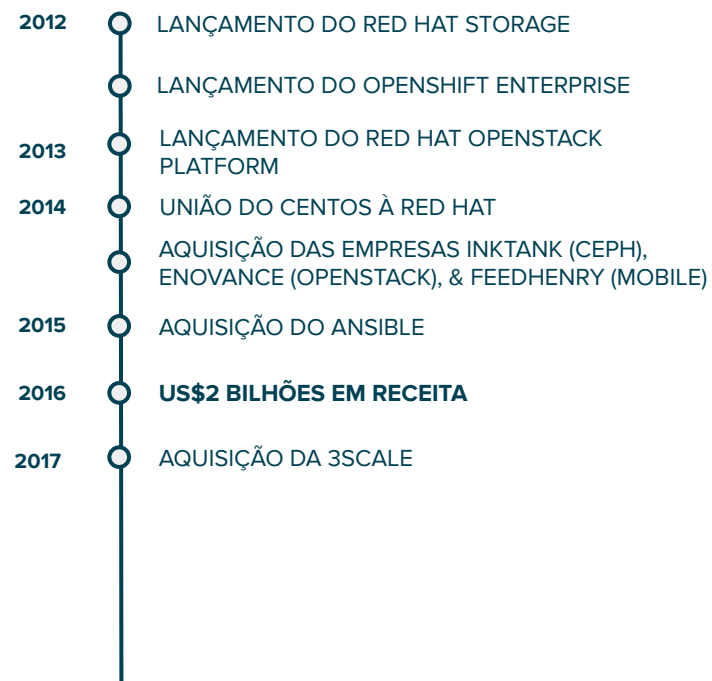 2012 LANÇAMENTO DO RED HAT STORAGE
LANÇAMENTO DO OPENSHIFT ENTERPRISE
2013 LANÇAMENTO DO RED HAT OPENSTACK
PLATFORM
2014 UNIÃO DO CENTOS À RED HAT
AQUISIÇÃO DAS EMPRESAS INKTANK (CEPH),
ENOVANCE (OPENSTACK), & FEEDHENRY (MOBILE)
2015 AQUISIÇÃO DO ANSIBLE
2016 US$2 BILHÕES EM RECEITA
2017 AQUISIÇÃO DA 3SCALE